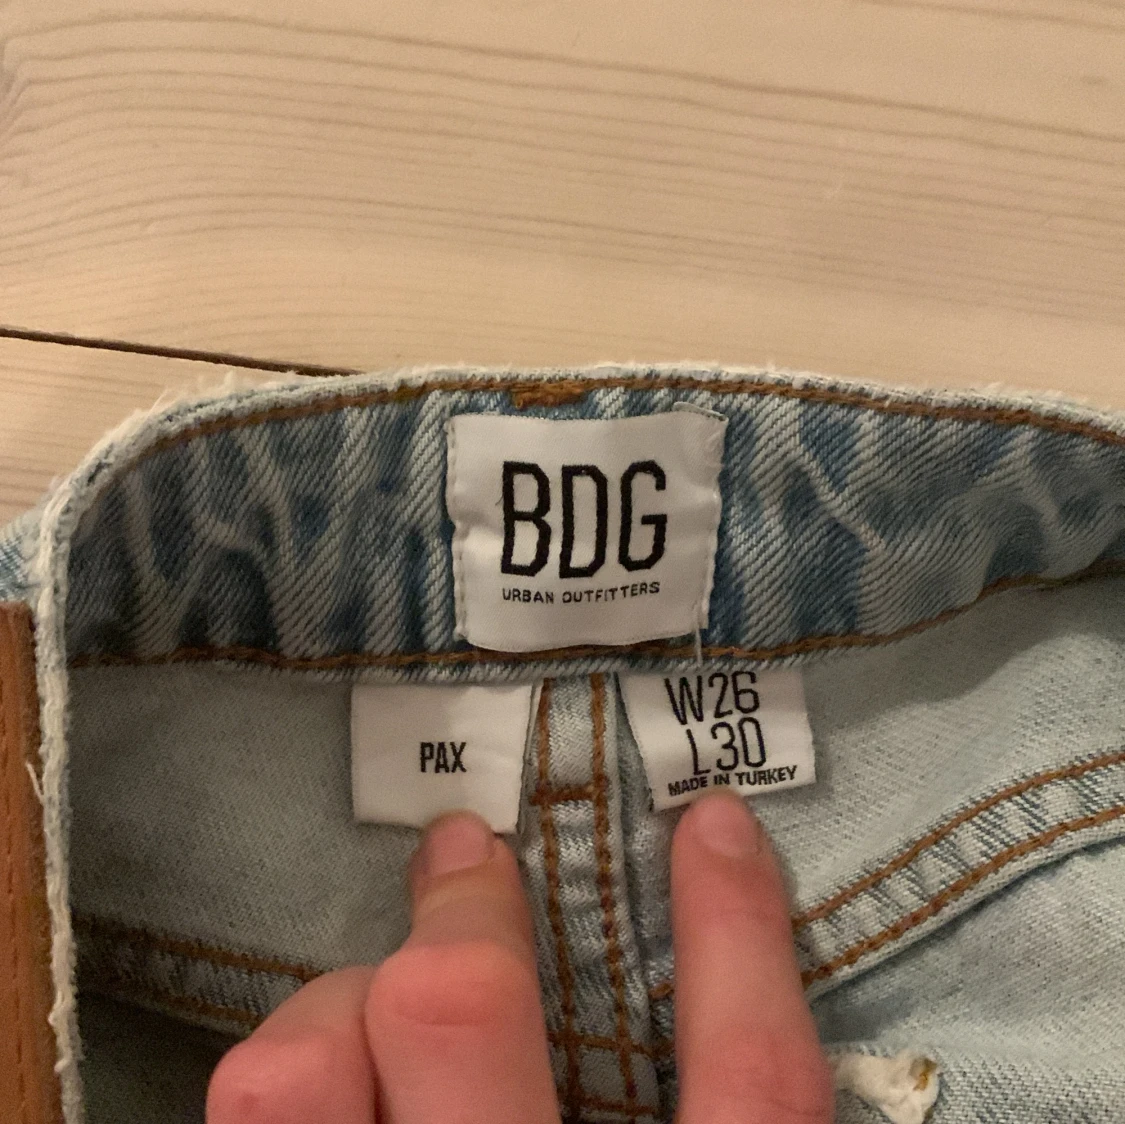 BDG
URBAN OUTFITTERS
PAX
W26
L30
MADE IN TURKEY